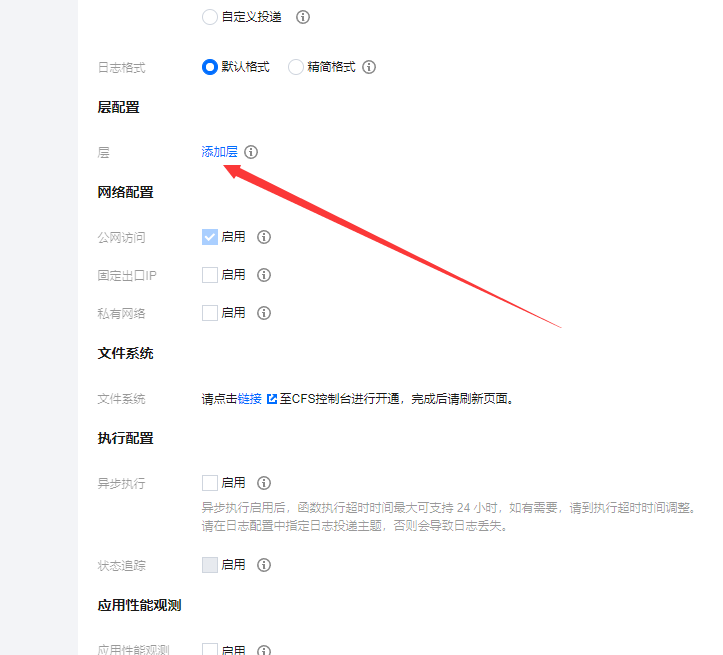 自定义投递
日志格式 默认格式 精简格式
层配置
层 添加层
网络配置
公网访问 启用
固定出口IP 启用
私有网络 启用
文件系统
文件系统 请点击链接 至CFS控制台进行开通，完成后请刷新页面。
执行配置
异步执行 启用
异步执行启用后，函数执行超时时间最大可支持 24 小时，如有需要，请到执行超时时间调整。
请在日志配置中指定日志投递主题，否则会导致日志丢失。
状态追踪 启用
应用性能观测
应用性能观测 启用